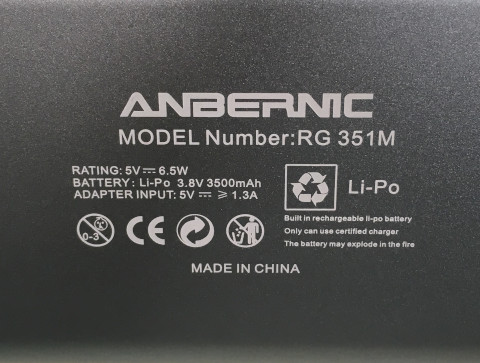 ANBERNIC
MODEL Number:RG 351M
RATING: 5V⎓ 6.5W
BATTERY: Li-Po 3.8V 3500mAh
ADAPTER INPUT: 5V ⎓ ≥ 1.3A
Li-Po
Built in rechargeable li-po battery
Only can use certified charger
The battery may explode in the fire
0-3
CE
MADE IN CHINA